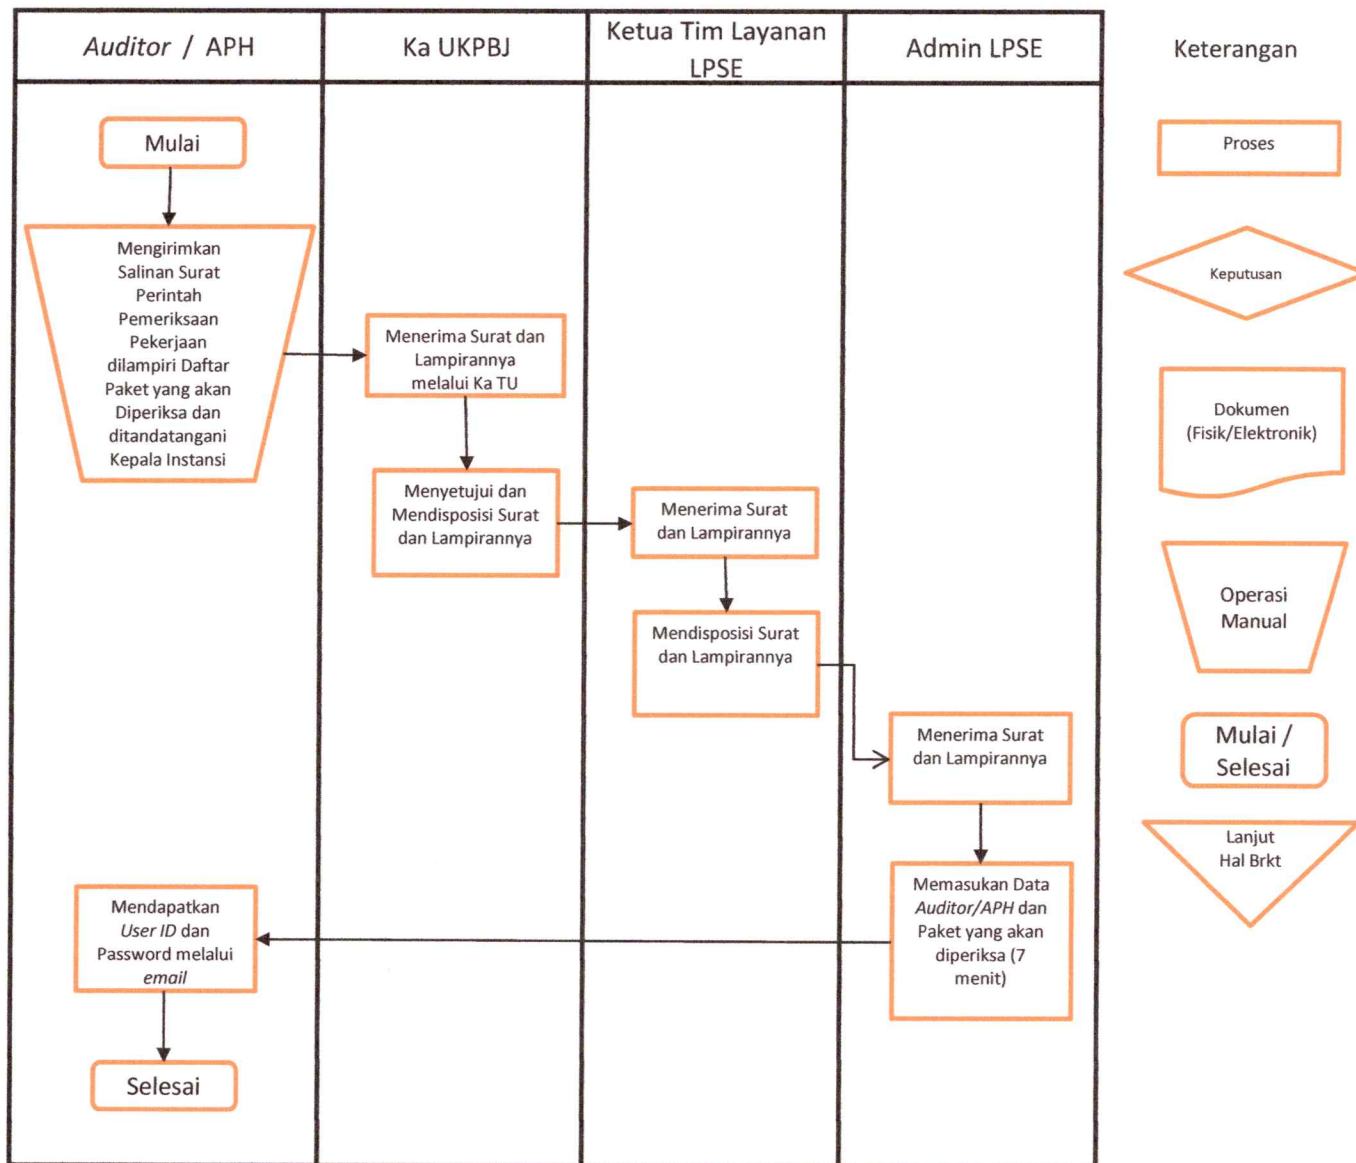 Auditor / APH
Ka UKPBJ
Ketua Tim Layanan
LPSE
Admin LPSE
Keterangan
Mulai
Mengirimkan
Salinan Surat
Perintah
Pemeriksaan
Pekerjaan
dilampiri Daftar
Paket yang akan
Diperiksa dan
ditandatangani
Kepala Instansi
Menerima Surat dan
Lampirannya
melalui Ka TU
Menyetujui dan
Mendisposisi Surat
dan Lampirannya
Menerima Surat
dan Lampirannya
Mendisposisi Surat
dan Lampirannya
Menerima Surat
dan Lampirannya
Memasukan Data
Auditor/APH dan
Paket yang akan
diperiksa (7
menit)
Mendapatkan
User ID dan
Password melalui
email
Selesai
Proses
Keputusan
Dokumen
(Fisik/Elektronik)
Operasi
Manual
Mulai /
Selesai
Lanjut
Hal Brkt